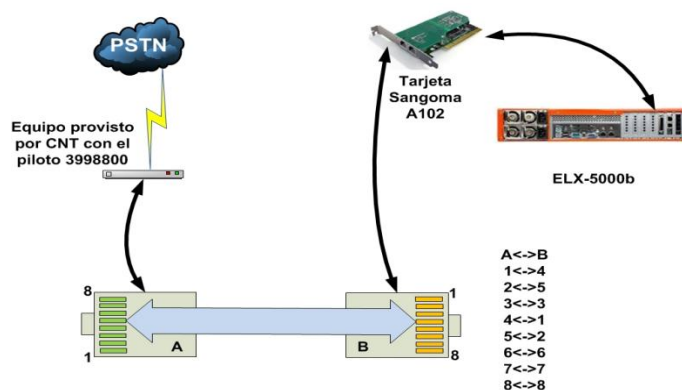 PSTN
Equipo provisto
por CNT con el
piloto 3998800
Tarjeta
Sangoma
A102
ELX-5000b
8
1
A
B
1
8
A<->B
1<->4
2<->5
3<->3
4<->1
5<->2
6<->6
7<->7
8<->8